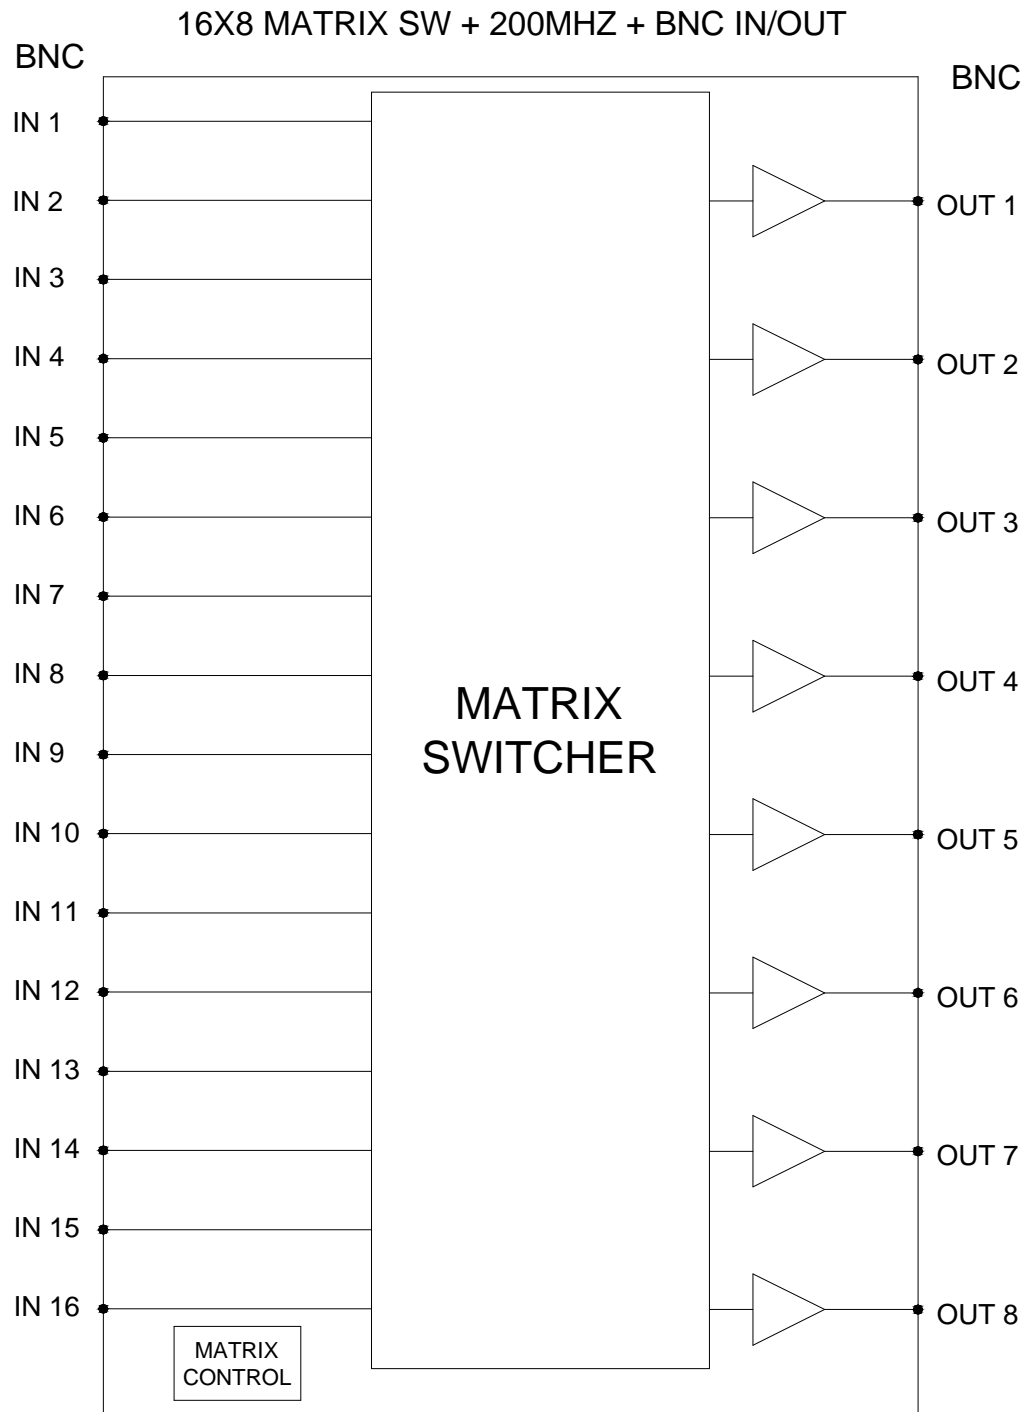 16X8 MATRIX SW + 200MHZ + BNC IN/OUT
BNC
BNC
IN 1
IN 2
IN 3
IN 4
IN 5
IN 6
IN 7
IN 8
IN 9
IN 10
IN 11
IN 12
IN 13
IN 14
IN 15
IN 16
MATRIX
SWITCHER
MATRIX
CONTROL
OUT 1
OUT 2
OUT 3
OUT 4
OUT 5
OUT 6
OUT 7
OUT 8